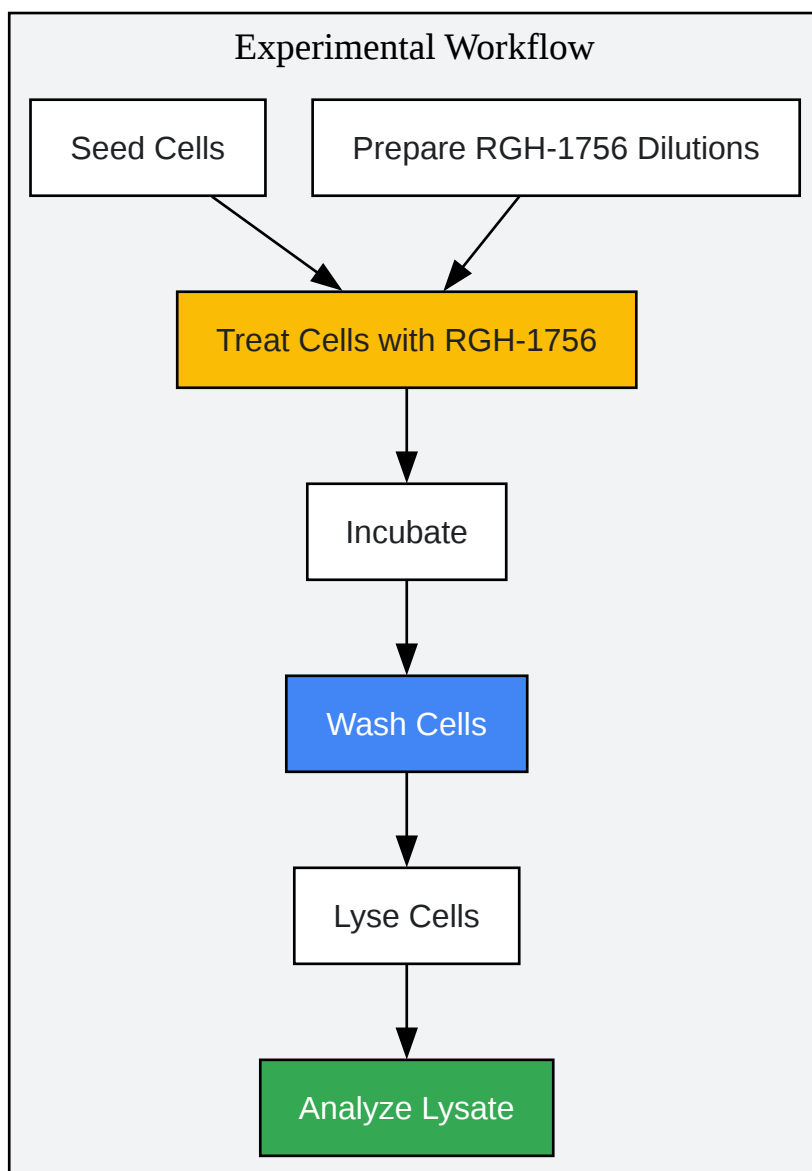 Experimental Workflow
Seed Cells
Prepare RGH-1756 Dilutions
Treat Cells with RGH-1756
Incubate
Wash Cells
Lyse Cells
Analyze Lysate